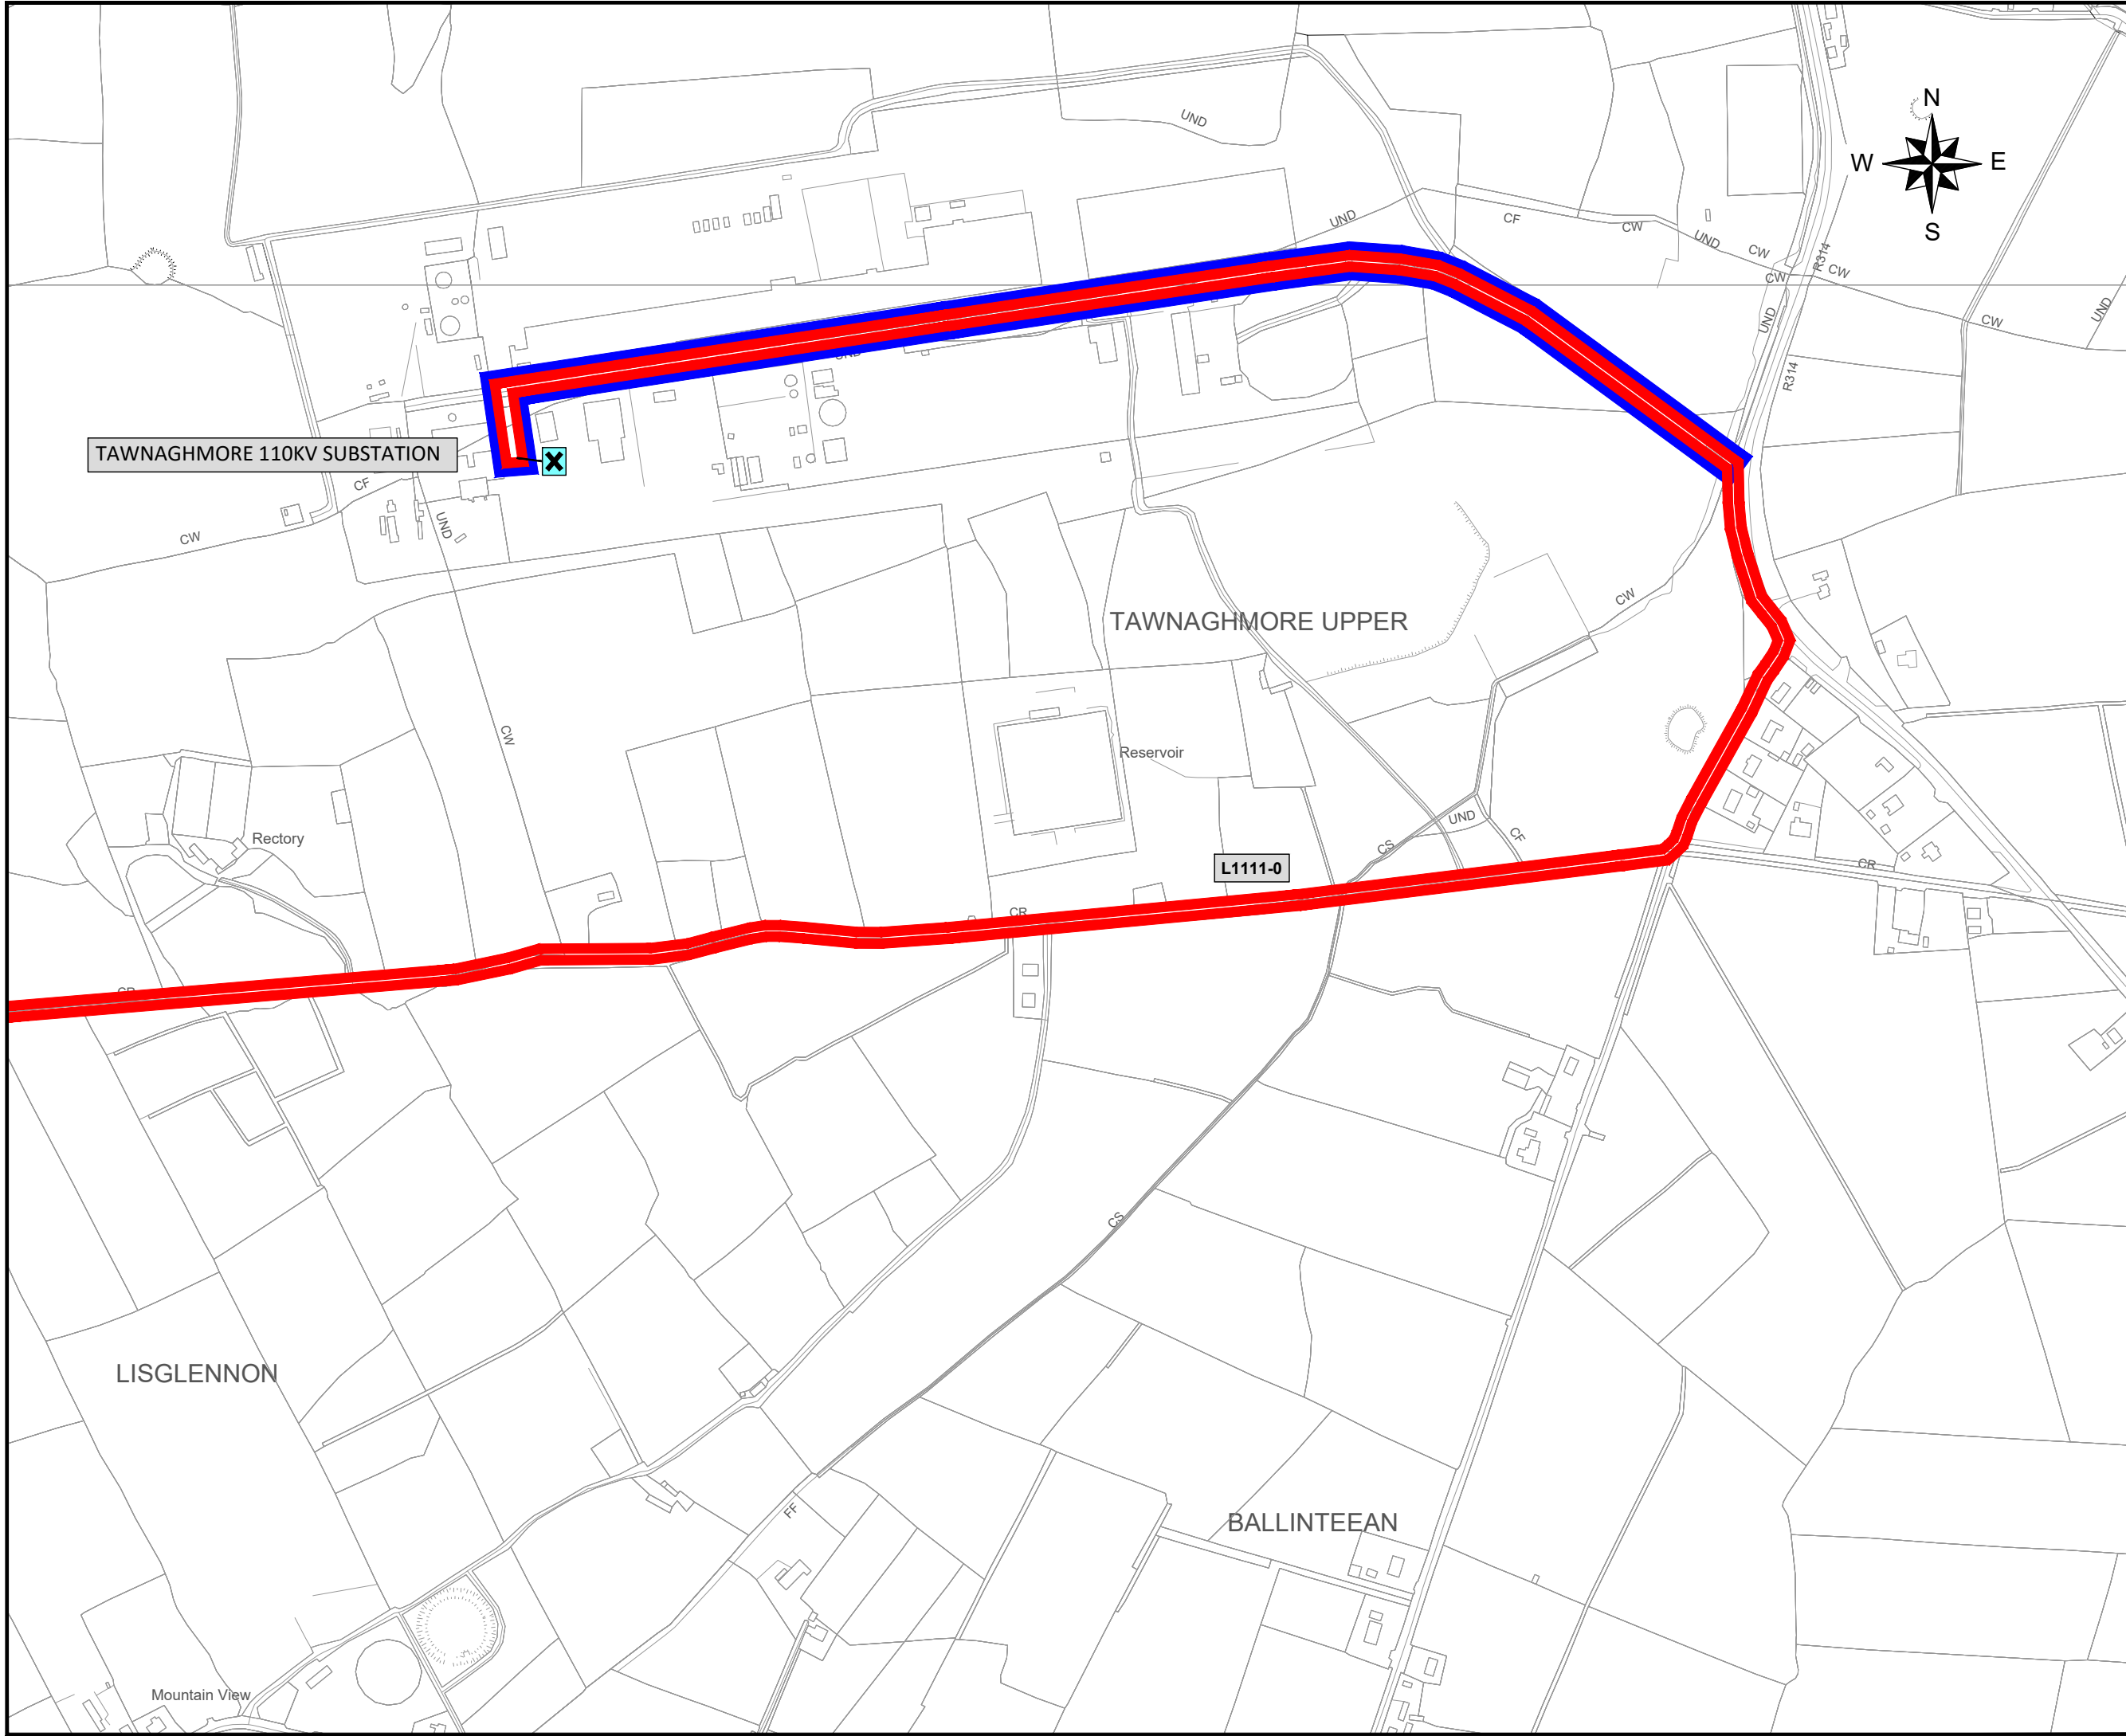 N
UND
W
E
UND
CF
CW
S
UND
CW
R314
CW
CW
UND
CW
UND
UND
R314
TAWNAGHMORE 110KV SUBSTATION
CF
UND
CW
CW
TAWNAGHMORE UPPER
CW
Reservoir
UND
Rectory
CF
CS
L1111-0
CR
CR
CR
CS
LISGLENNON
FF
BALLINTEEAN
Mountain View